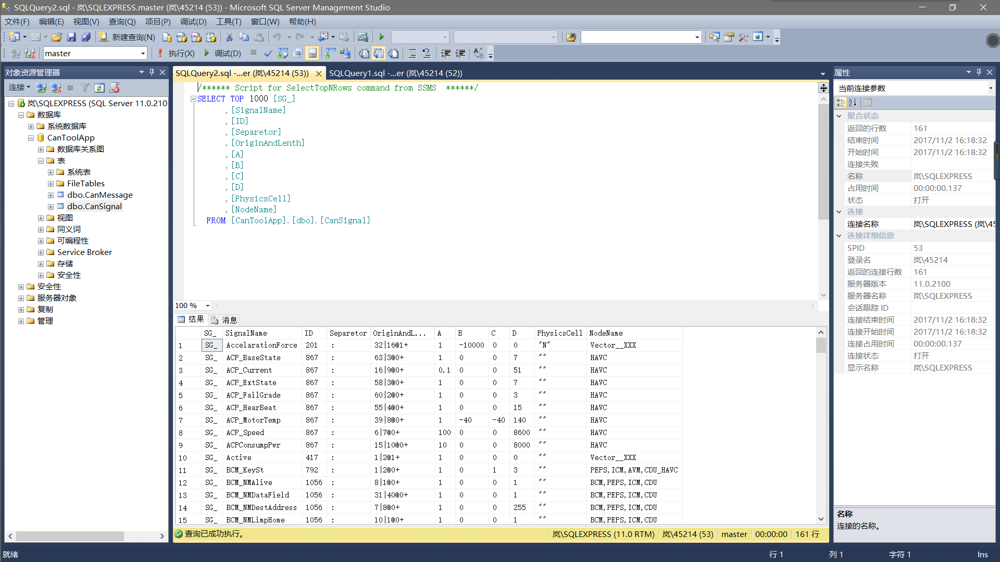 SQLQuery2.sql - 岚\SQLEXPRESS.master (岚\45214 (53)) - Microsoft SQL Server Management Studio
文件(F) 编辑(E) 视图(V) 查询(Q) 项目(P) 调试(D) 工具(T) 窗口(W) 帮助(H)
新建查询(N)
master 执行(X) 调试(D)
对象资源管理器
连接
岚\SQLEXPRESS (SQL Server 11.0.210
数据库
系统数据库
CanToolApp
数据库关系图
表
系统表
FileTables
dbo.CanMessage
dbo.CanSignal
视图
同义词
可编程性
Service Broker
存储
安全性
安全性
服务器对象
复制
管理
SQLQuery2.sql -...er (岚\45214 (53)) SQLQuery1.sql -...er (岚\45214 (52))
/****** Script for SelectTopNRows command from SSMS ******/
SELECT TOP 1000 [SG_]
,[SignalName]
,[ID]
,[Separetor]
,[OriginAndLenth]
,[A]
,[B]
,[C]
,[D]
,[PhysicsCell]
,[NodeName]
FROM [CanToolApp].[dbo].[CanSignal]
100 %
结果 消息
SG_ SignalName ID Separetor OriginAndL... A B C D PhysicsCell NodeName
1 SG_ AccelarationForce 201 : 32|16@1+ 1 -10000 0 0 "N" Vector__XXX
2 SG_ ACP_BaseState 867 : 63|3@0+ 1 0 0 7 "" HAVC
3 SG_ ACP_Current 867 : 16|9@0+ 0.1 0 0 51 "" HAVC
4 SG_ ACP_ExtState 867 : 58|3@0+ 1 0 0 7 "" HAVC
5 SG_ ACP_FailGrade 867 : 60|2@0+ 1 0 0 3 "" HAVC
6 SG_ ACP_HearBeat 867 : 55|4@0+ 1 0 0 15 "" HAVC
7 SG_ ACP_MotorTemp 867 : 39|8@0+ 1 -40 -40 140 "" HAVC
8 SG_ ACP_Speed 867 : 6|7@0+ 100 0 0 8600 "" HAVC
9 SG_ ACPConsumpPwr 867 : 15|10@0+ 10 0 0 8000 "" HAVC
10 SG_ Active 417 : 1|2@1+ 1 0 0 0 "" Vector__XXX
11 SG_ BCM_KeySt 792 : 1|2@0+ 1 0 1 3 "" PEPS,ICM,AVM,CDU_HAVC
12 SG_ BCM_NMAlive 1056 : 8|1@0+ 1 0 0 1 "" BCM,PEPS,ICM,CDU
13 SG_ BCM_NMDataField 1056 : 31|40@0+ 1 0 0 1 "" BCM,PEPS,ICM,CDU
14 SG_ BCM_NMDestAddress 1056 : 7|8@0+ 1 0 0 255 "" BCM,PEPS,ICM,CDU
15 SG_ BCM_NMLimpHome 1056 : 10|1@0+ 1 0 0 1 "" BCM,PEPS,ICM,CDU
查询已成功执行。 岚\SQLEXPRESS (11.0 RTM) 岚\45214 (53) master 00:00:00 161 行
属性
当前连接参数
聚合状态
返回的行数 161
结束时间 2017/11/2 16:18:32
开始时间 2017/11/2 16:18:32
连接失败
名称 岚\SQLEXPRESS
占用时间 00:00:00.137
状态 打开
连接
连接名称 岚\SQLEXPRESS (岚\45
连接详细信息
SPID 53
登录名 岚\45214
返回的连接行数 161
服务器版本 11.0.2100
服务器名称 岚\SQLEXPRESS
会话跟踪 ID
连接结束时间 2017/11/2 16:18:32
连接开始时间 2017/11/2 16:18:32
连接占用时间 00:00:00.137
连接状态 打开
显示名称 岚\SQLEXPRESS
名称
连接的名称。
就绪 行 1 列 1 字符 1 Ins